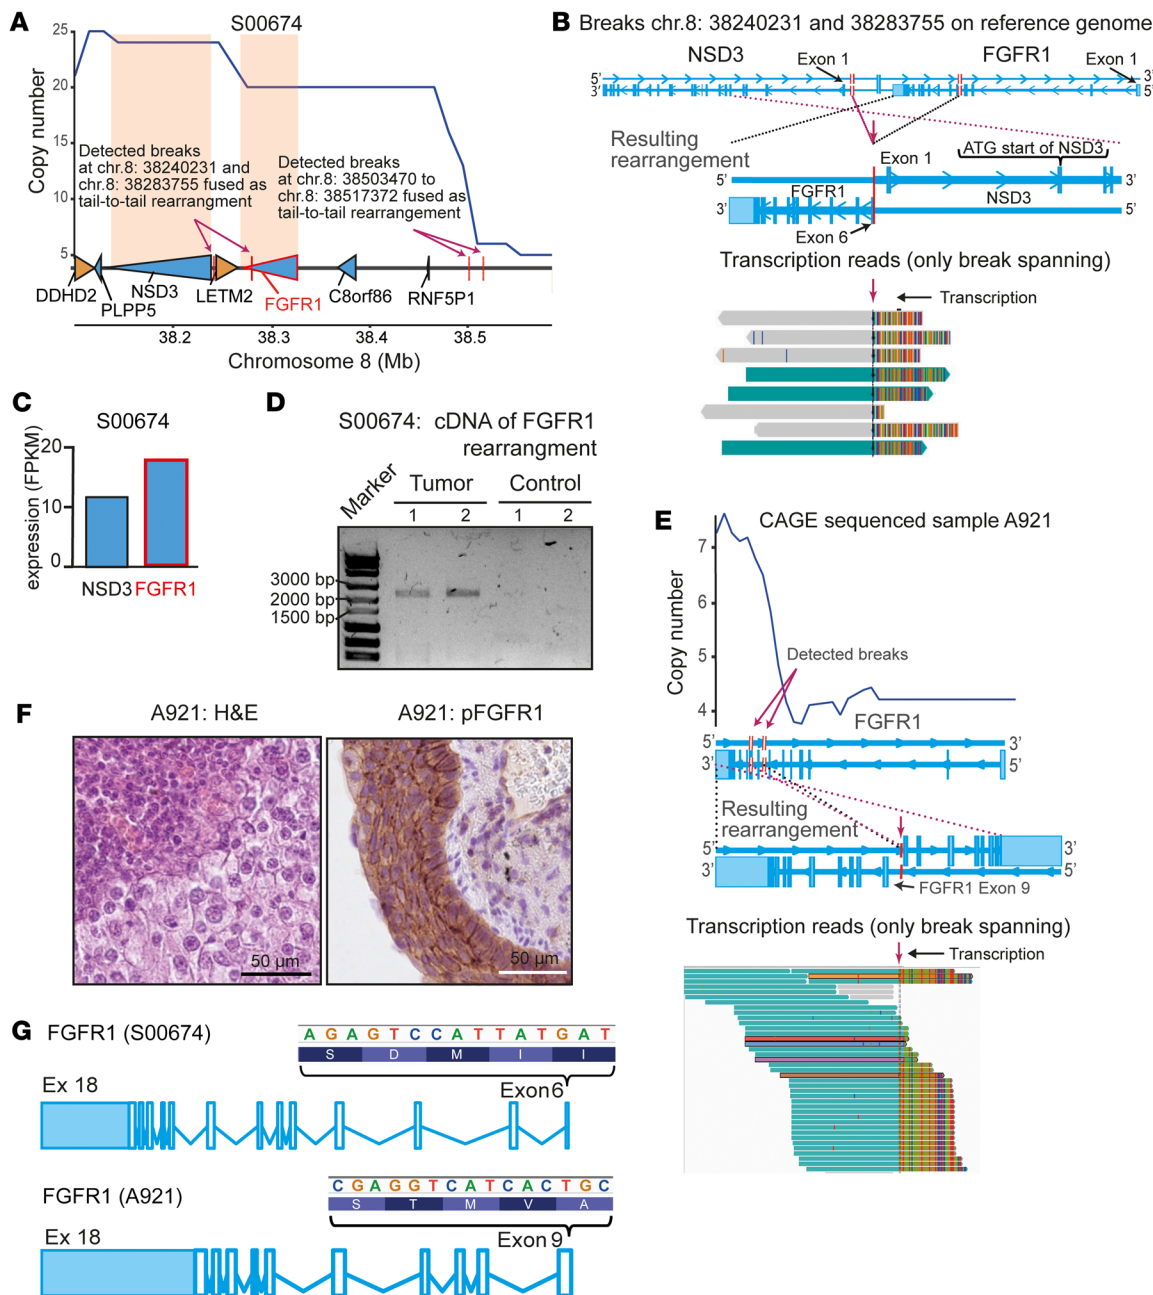 A
S00674
25
20
15
10
5
Copy number
Detected breaks
at chr.8: 38240231 and
chr.8: 38283755 fused as
tail-to-tail rearrangment
Detected breaks
at chr.8: 38503470 to
chr.8: 38517372 fused as
tail-to-tail rearrangement
DDHD2
PLPP5
NSD3
LETM2
FGFR1
C8orf86
RNF5P1
38.2
38.3
38.4
38.5
Chromosome 8 (Mb)
B
Breaks chr.8: 38240231 and 38283755 on reference genome
NSD3
Exon 1
FGFR1
Exon 1
5'
3'
3'
5'
Resulting
rearrangement
Exon 1
ATG start of NSD3
5'
3'
FGFR1
NSD3
3'
5'
Exon 6
Transcription reads (only break spanning)
Transcription
C
S00674
20
10
0
expression (FPKM)
NSD3
FGFR1
D
S00674: cDNA of FGFR1
rearrangment
Marker
Tumor
Control
1
2
1
2
3000 bp
2000 bp
1500 bp
E
CAGE sequenced sample A921
7
6
5
4
Copy number
Detected breaks
FGFR1
5'
3'
3'
5'
Resulting
rearrangement
5'
3'
3'
5'
FGFR1 Exon 9
Transcription reads (only break spanning)
Transcription
F
A921: H&E
A921: pFGFR1
50 µm
50 µm
G
FGFR1 (S00674)
A G A G T C C A T T A T G A T
S D M I I
Ex 18
Exon6
FGFR1 (A921)
C G A G G T C A T C A C T G C
S T M V A
Ex 18
Exon9